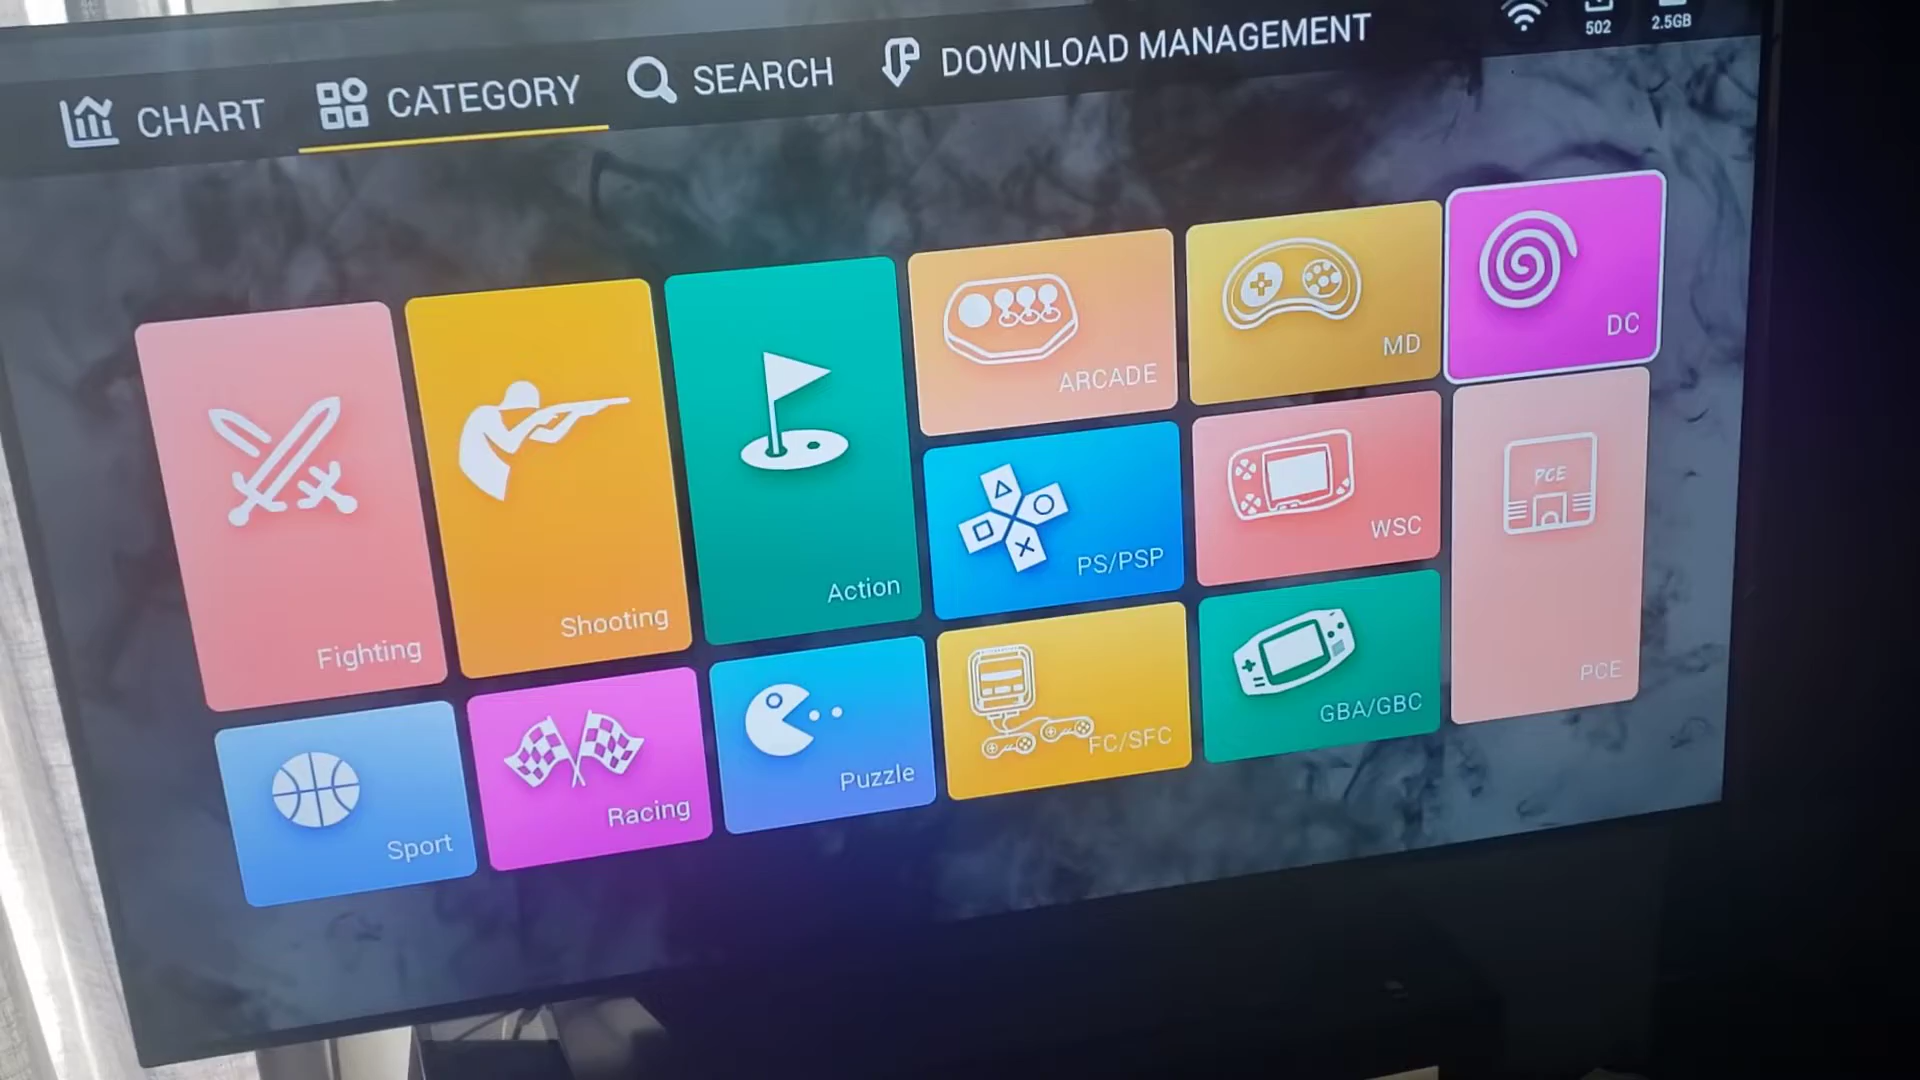 CHART
CATEGORY
SEARCH
DOWNLOAD MANAGEMENT
502
2.5GB
Fighting
Shooting
Action
ARCADE
MD
DC
PS/PSP
WSC
PCE
PCE
Sport
Racing
Puzzle
FC/SFC
GBA/GBC